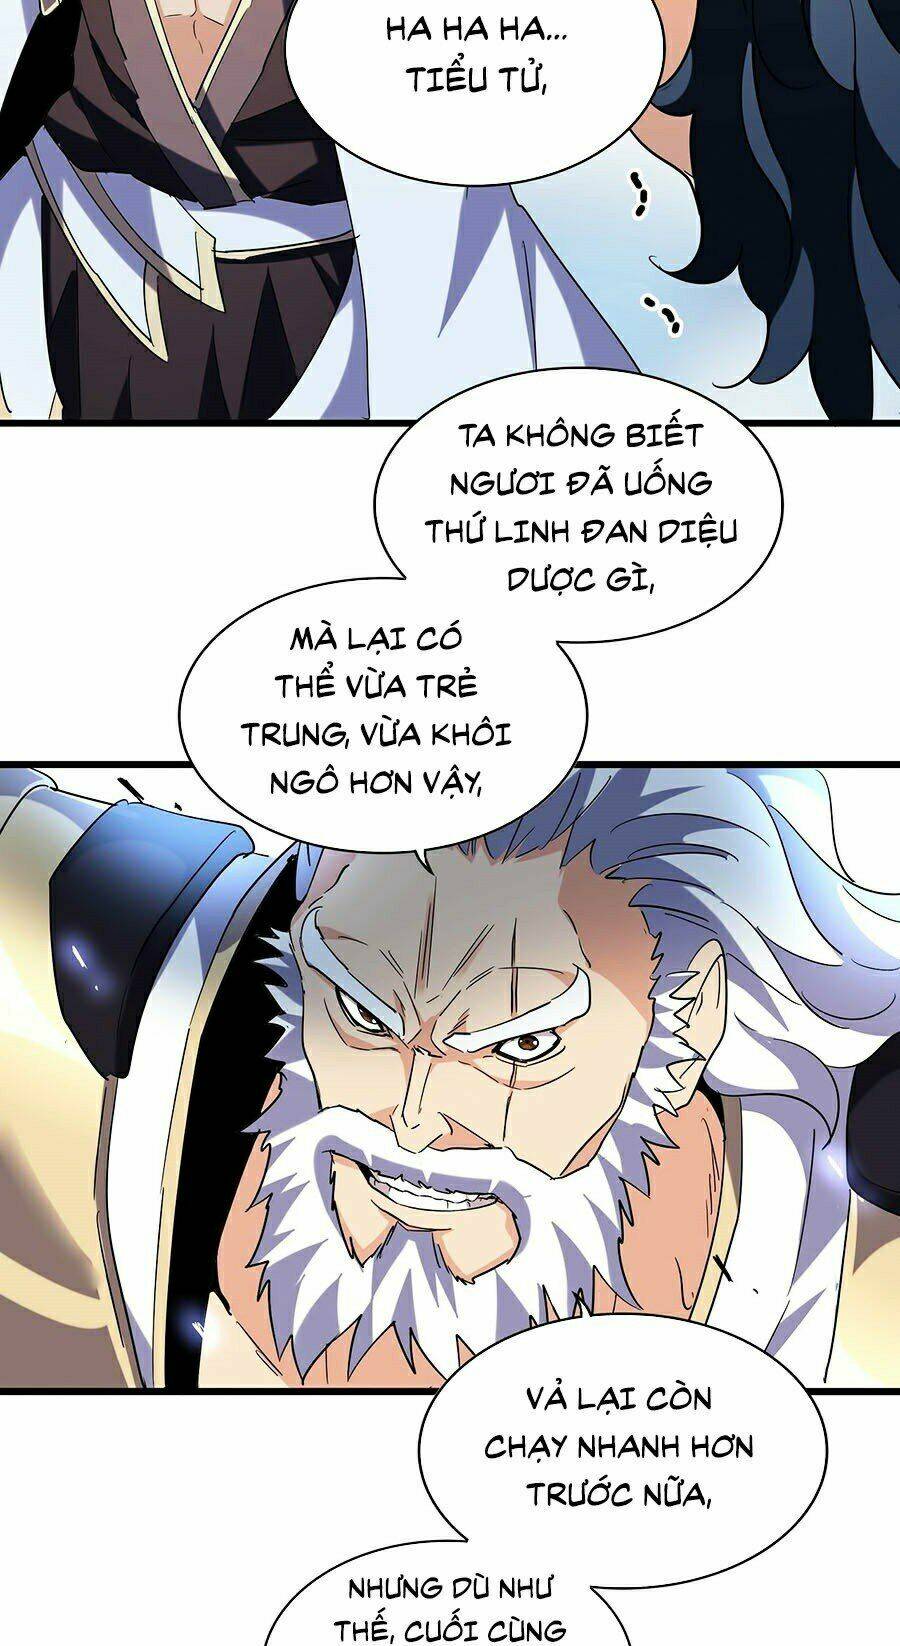 HA HA HA...
TIỂU TỬ,
TA KHÔNG BIẾT
NGƯƠI ĐÃ UỐNG
THỨ LINH ĐAN DIỆU
DƯỢC GÌ,
MÀ LẠI CÓ
THỂ VỪA TRẺ
TRUNG, VỪA KHÔI
NGÔ HƠN VẬY,
VẢ LẠI CÒN
CHẠY NHANH HƠN
TRƯỚC NỮA,
NHƯNG DÙ NHƯ
THẾ, CUỐI CÙNG